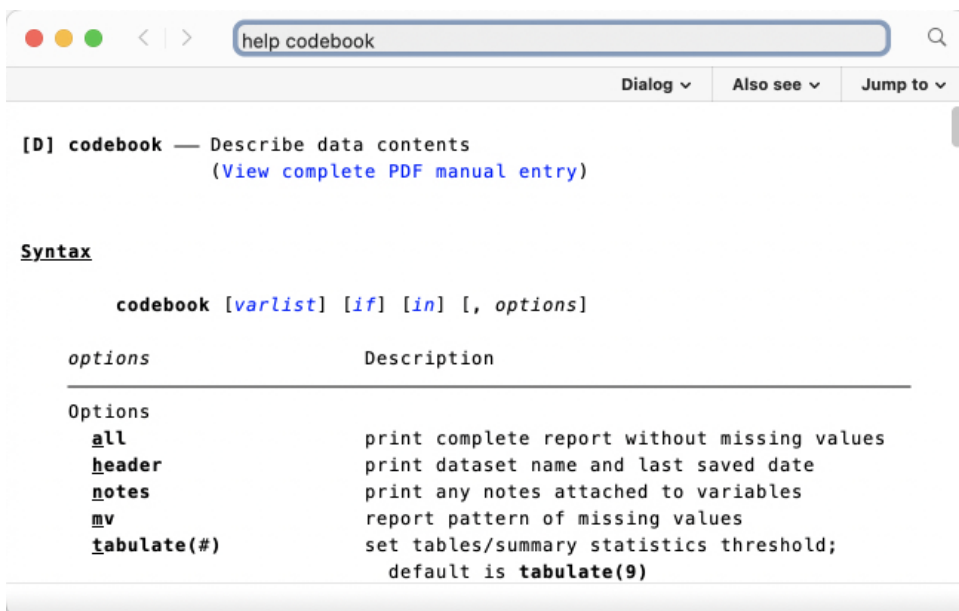 help codebook
Dialog Also see Jump to
[D] codebook — Describe data contents
(View complete PDF manual entry)
Syntax
codebook [varlist] [if] [in] [, options]
options Description
Options
all print complete report without missing values
header print dataset name and last saved date
notes print any notes attached to variables
mv report pattern of missing values
tabulate(#) set tables/summary statistics threshold;
default is tabulate(9)